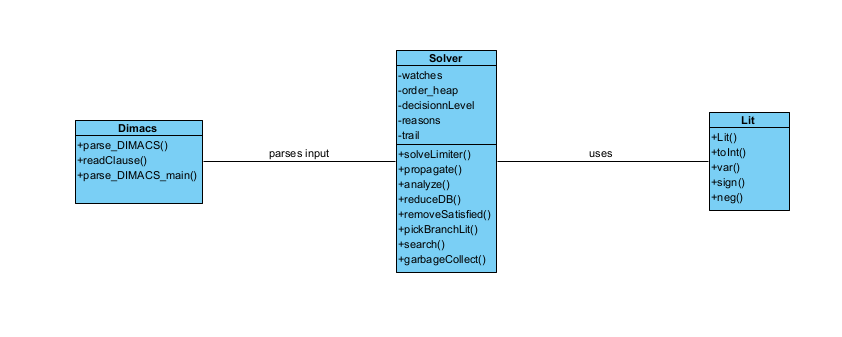 Dimacs
+parse_DIMACS()
+readClause()
+parse_DIMACS_main()
parses input
Solver
-watches
-order_heap
-decisionnLevel
-reasons
-trail
+solveLimiter()
+propagate()
+analyze()
+reduceDB()
+removeSatisfied()
+pickBranchLit()
+search()
+garbageCollect()
uses
Lit
+Lit()
+toInt()
+var()
+sign()
+neg()